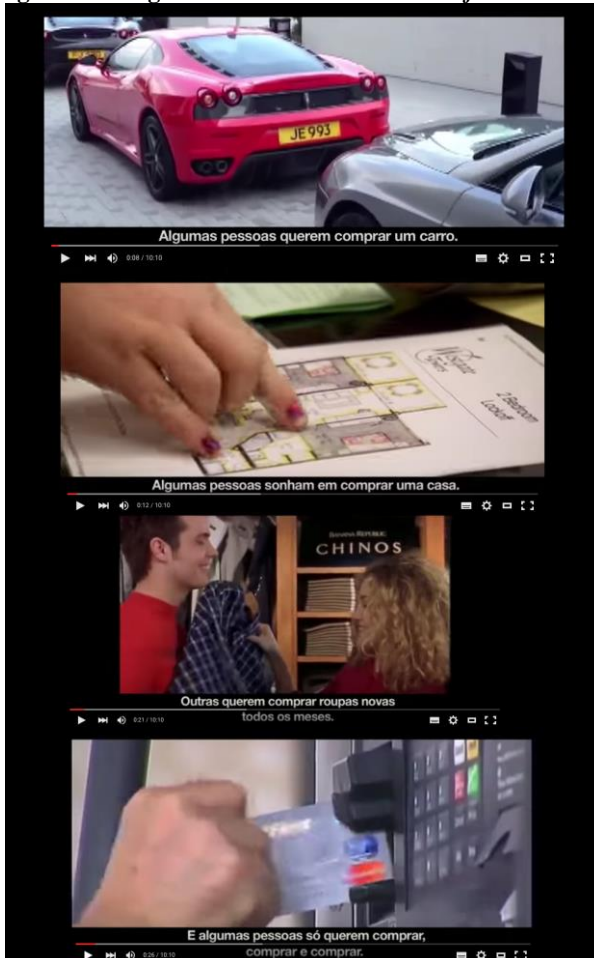 JE 993
Algumas pessoas querem comprar um carro.
0:08 / 10:10
2 Bedroom
Algumas pessoas sonham em comprar uma casa.
0:12 / 10:10
BANANA REPUBLIC
CHINOS
Outras querem comprar roupas novas
todos os meses.
0:21 / 10:10
E algumas pessoas só querem comprar,
comprar e comprar.
0:26 / 10:10